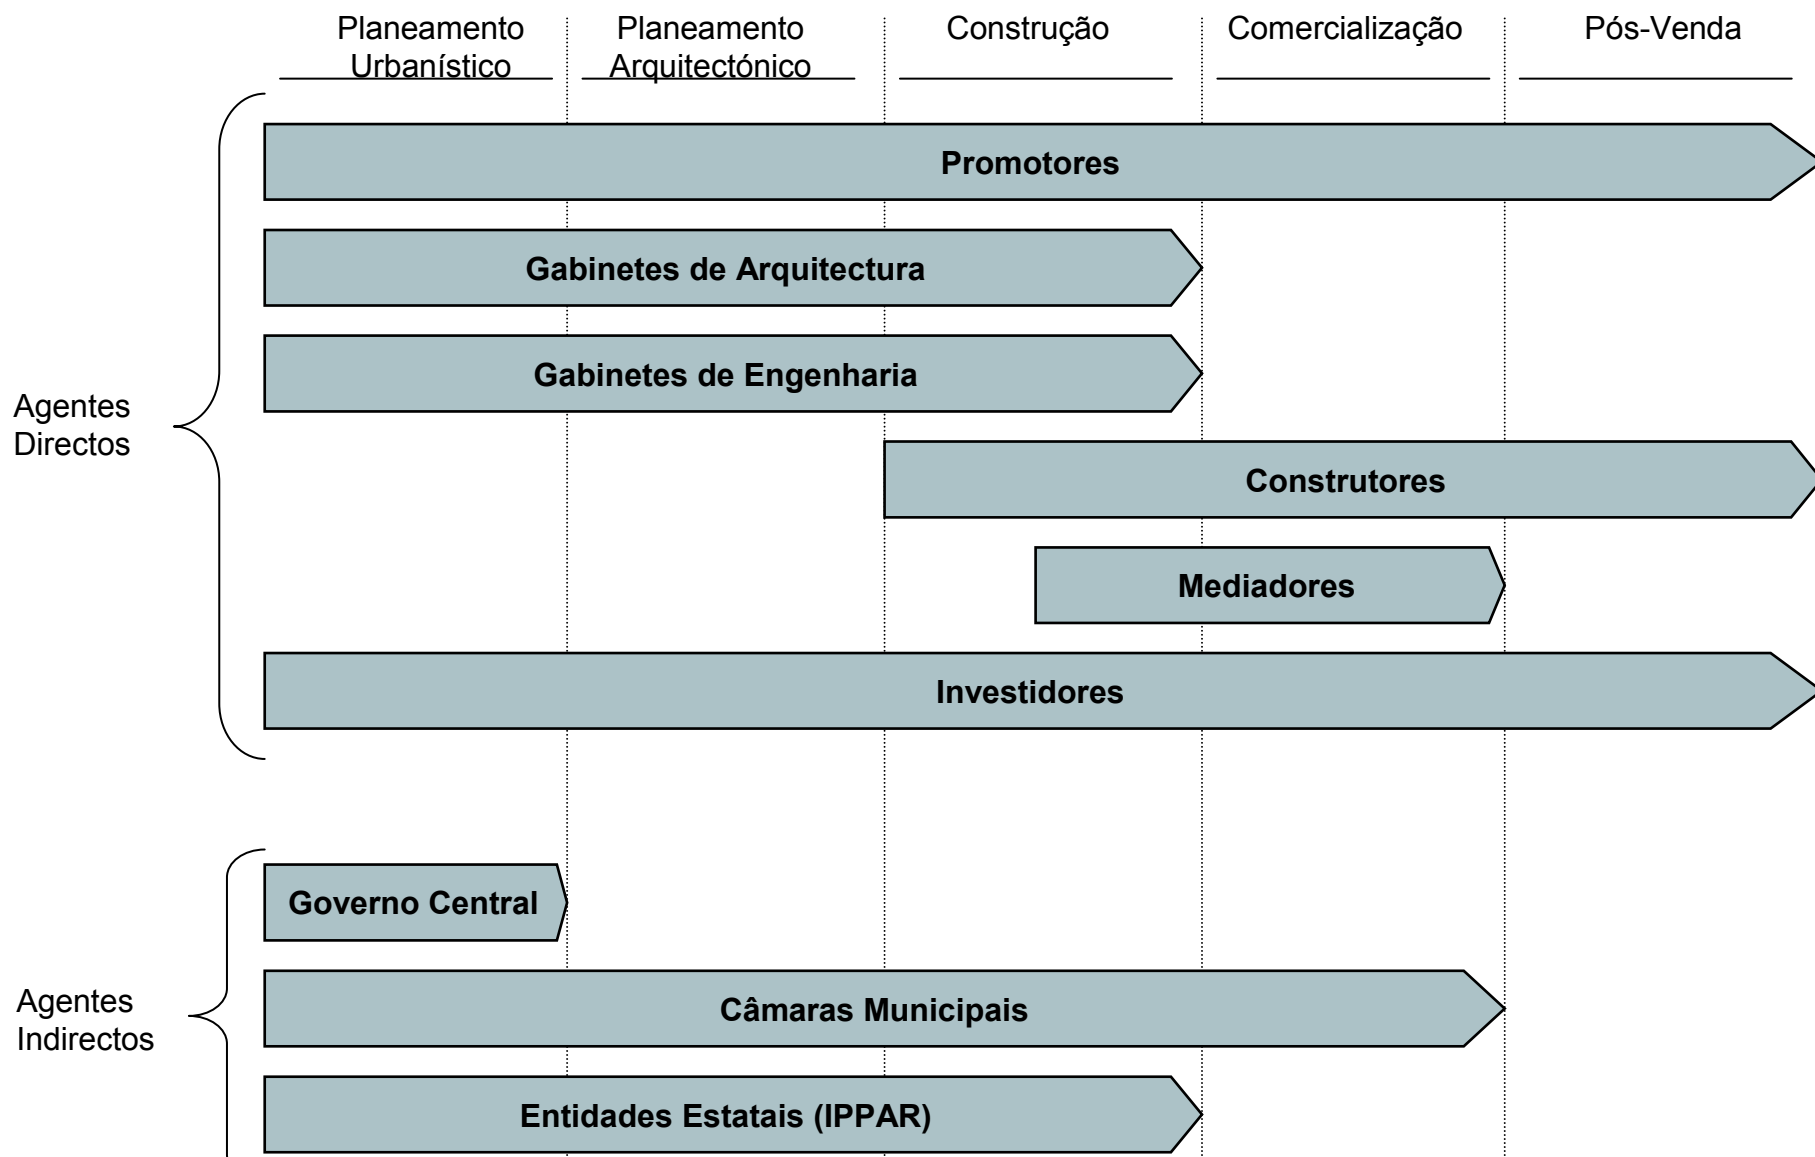 Planeamento
Urbanístico
Planeamento
Arquitectónico
Construção
Comercialização
Pós-Venda
Promotores
Gabinetes de Arquitectura
Gabinetes de Engenharia
Agentes
Directos
Construtores
Mediadores
Investidores
Governo Central
Agentes
Indirectos
Câmaras Municipais
Entidades Estatais (IPPAR)